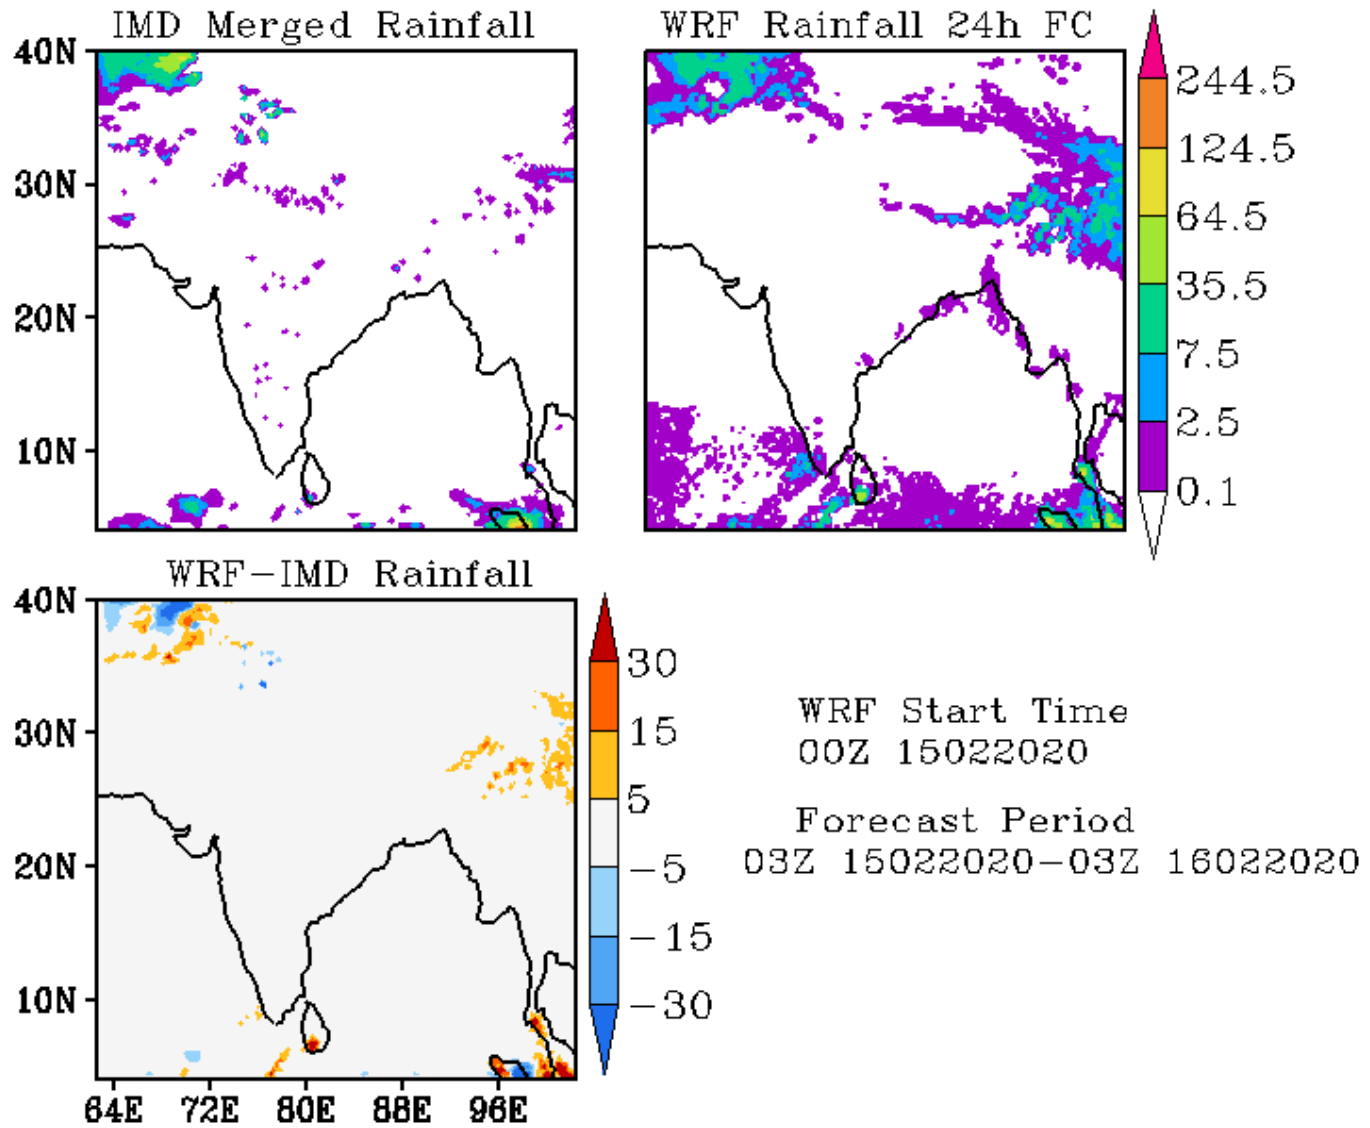 IMD Merged Rainfall
WRF Rainfall 24h FC
40N
30N
20N
10N
244.5
124.5
64.5
35.5
7.5
2.5
0.1
WRF-IMD Rainfall
40N
30N
20N
10N
64E 72E 80E 88E 96E
30
15
5
-5
-15
-30
WRF Start Time
00Z 15022020
Forecast Period
03Z 15022020-03Z 16022020